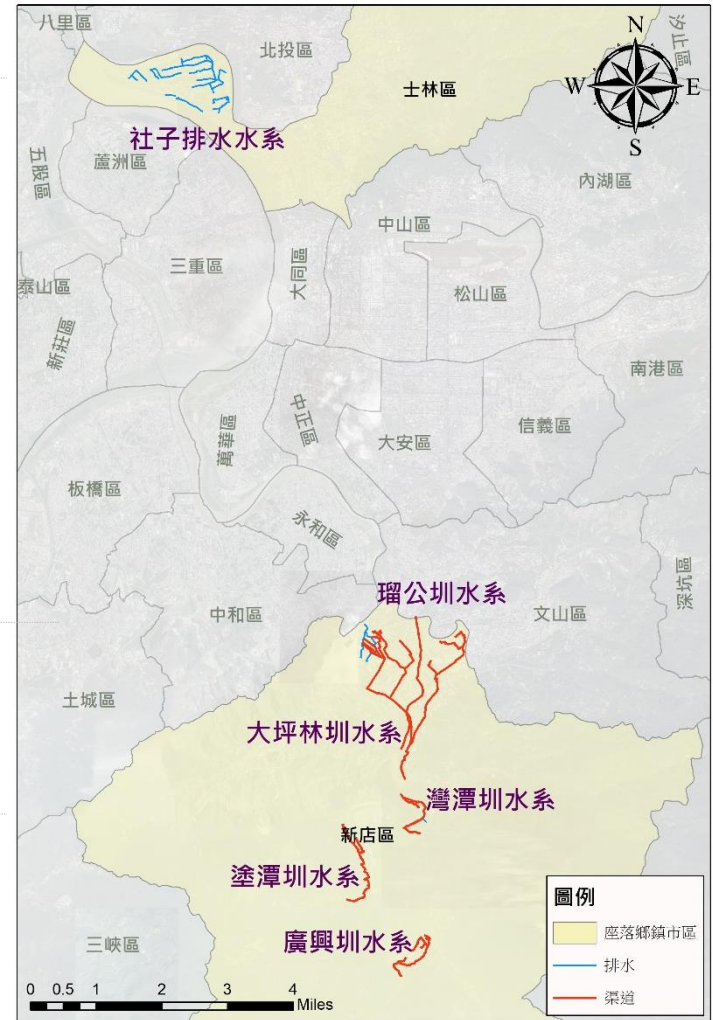 八里區
北投區
汐止區
士林區
N
W
E
S
社子排水水系
五股區
蘆洲區
內湖區
中山區
三重區
大同區
泰山區
松山區
新莊區
南港區
萬華區
中正區
大安區
信義區
板橋區
永和區
瑠公圳水系
深坑區
中和區
文山區
土城區
大坪林圳水系
灣潭圳水系
新店區
塗潭圳水系
廣興圳水系
三峽區
圖例
座落鄉鎮市區
排水
渠道
0 0.5 1 2 3 4
Miles